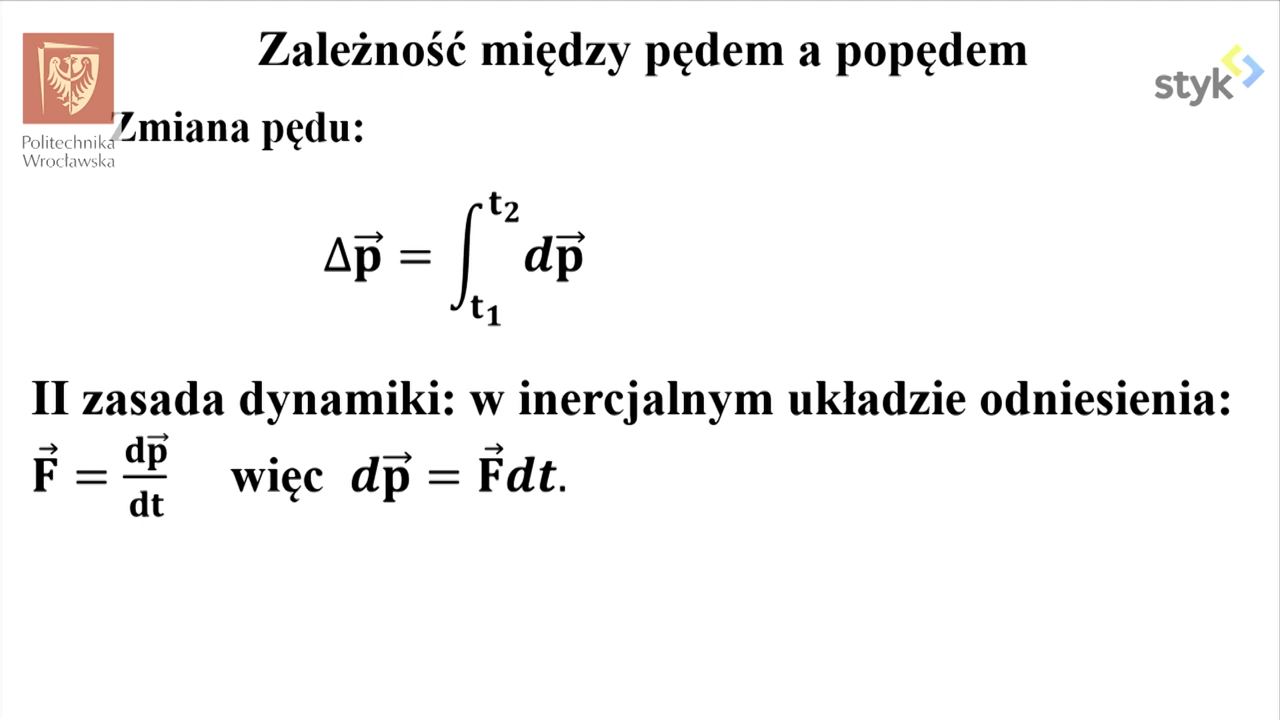 Zależność między pędem a popędem
styk
Politechnika
Wrocławska
Zmiana pędu:
Δp⃗ = ∫_{t₁}^{t₂} dp⃗
II zasada dynamiki: w inercjalnym układzie odniesienia:
F⃗ = dp⃗/dt więc dp⃗ = F⃗dt.